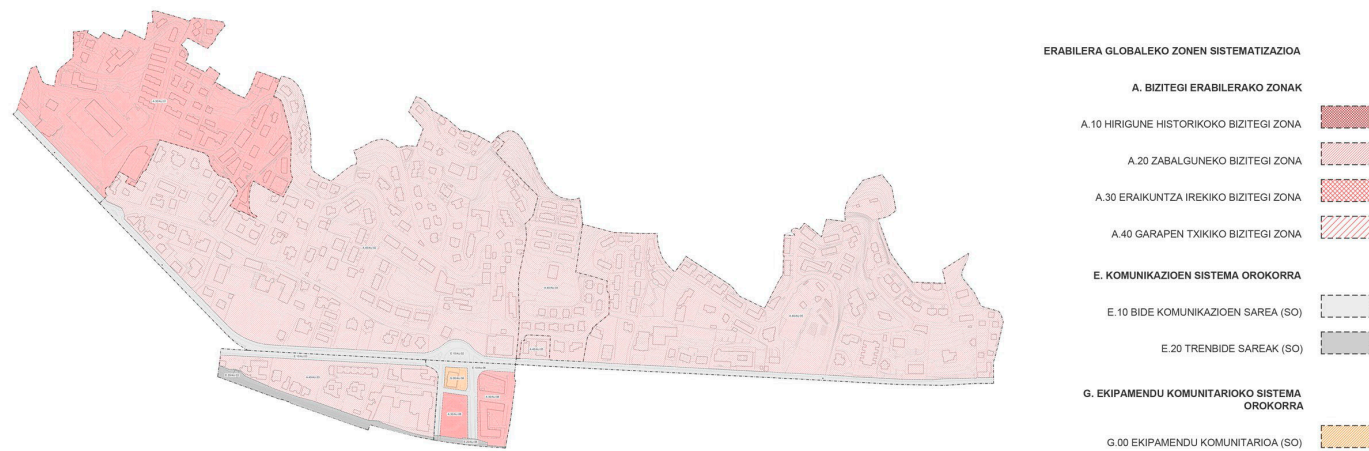 ERABILERA GLOBALEKO ZONEN SISTEMATIZAZIOA
A. BIZITEGI ERABILERAKO ZONAK
A.10 HIRIGUNE HISTORIKOKO BIZITEGI ZONA
A.20 ZABALGUNEKO BIZITEGI ZONA
A.30 ERAIKUNTZA IREKIKO BIZITEGI ZONA
A.40 GARAPEN TXIKIKO BIZITEGI ZONA
E. KOMUNIKAZIOEN SISTEMA OROKORRA
E.10 BIDE KOMUNIKAZIOEN SAREA (SO)
E.20 TRENBIDE SAREAK (SO)
G. EKIPAMENDU KOMUNITARIOKO SISTEMA
OROKORRA
G.00 EKIPAMENDU KOMUNITARIOA (SO)